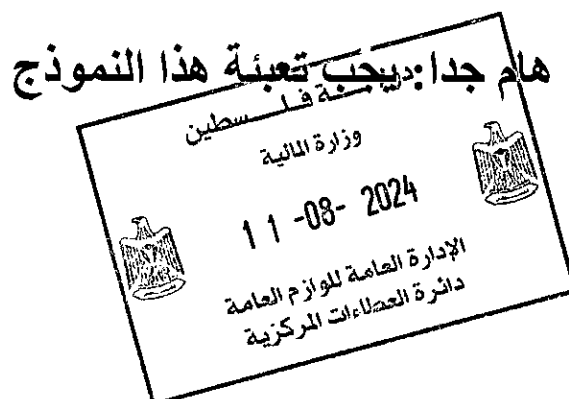 هام جدا: يجب تعبئة هذا النموذج
دولة فلسطين
وزارة المالية
11 -08- 2024
الإدارة العامة للوازم العامة
دائرة العطاءات المركزية